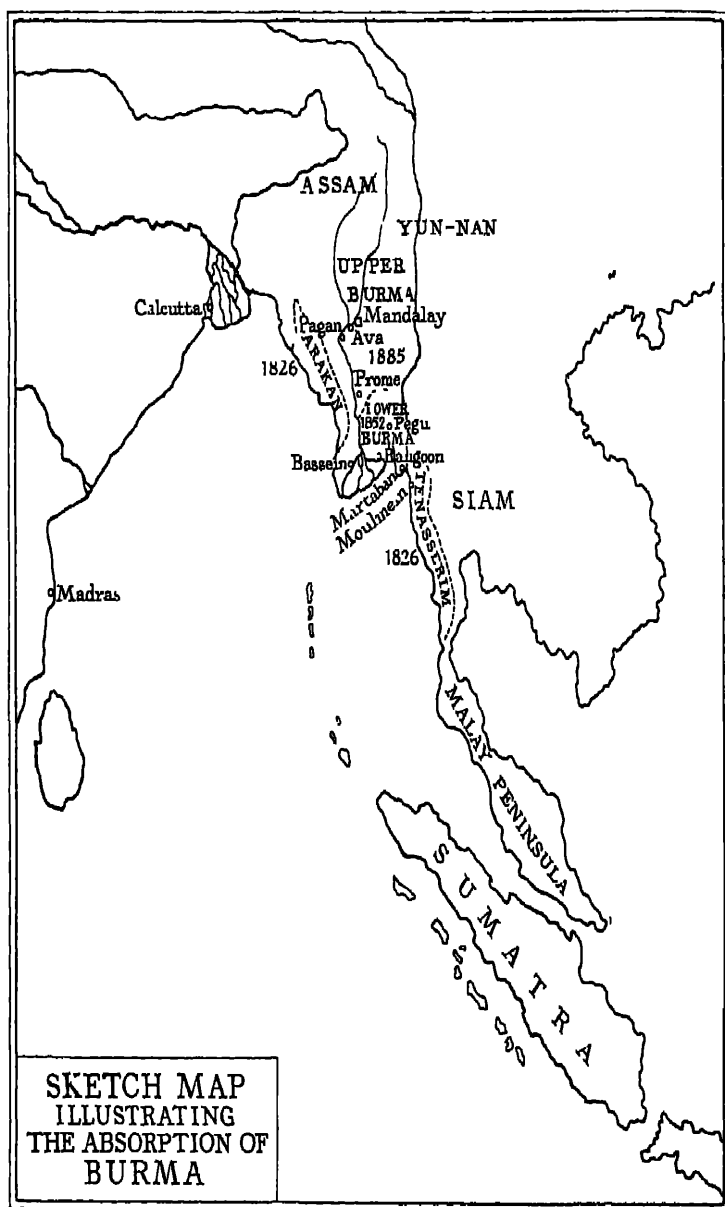 ASSAM
YUN-NAN
UPPER
BURMA
Calcutta
Pagan
Mandalay
Ava
1826
ARAKAN
1885
Prome
LOWER
1852
Pegu
BURMA
Bassein
Rangoon
Martaban
Moulmein
TENASSERIM
SIAM
1826
Madras
MALAY PENINSULA
SUMATRA
SKETCH MAP
ILLUSTRATING
THE ABSORPTION OF
BURMA